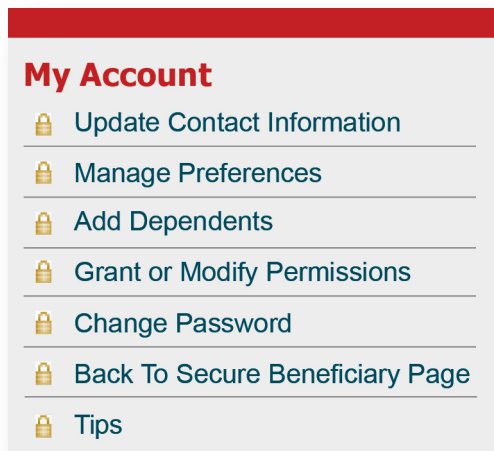 My Account
Update Contact Information
Manage Preferences
Add Dependents
Grant or Modify Permissions
Change Password
Back To Secure Beneficiary Page
Tips